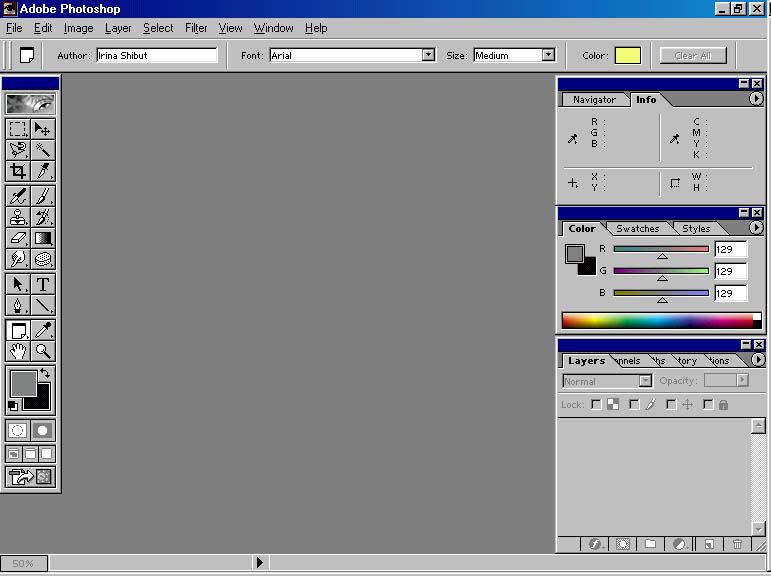 Adobe Photoshop
File Edit Image Layer Select Filter View Window Help
Author: Irina Shibut Font: Arial Size: Medium Color: Clear All
Navigator Info
R : C :
G : M :
B : Y :
K :
X : W :
Y : H :
Color Swatches Styles
R 129
G 129
B 129
Layers nnels ths tory tions
Normal Opacity:
Lock:
T
50%